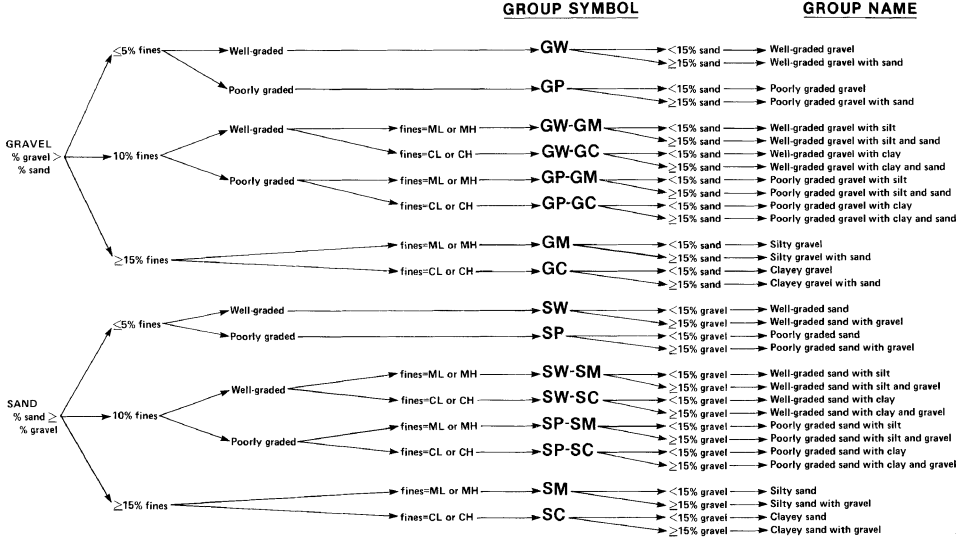 GROUP SYMBOL GROUP NAME
≤5% fines Well-graded GW <15% sand Well-graded gravel
≥15% sand Well-graded gravel with sand
Poorly graded GP <15% sand Poorly graded gravel
≥15% sand Poorly graded gravel with sand
GRAVEL
% gravel >
% sand
10% fines Well-graded fines=ML or MH GW-GM <15% sand Well-graded gravel with silt
≥15% sand Well-graded gravel with silt and sand
fines=CL or CH GW-GC <15% sand Well-graded gravel with clay
≥15% sand Well-graded gravel with clay and sand
Poorly graded fines=ML or MH GP-GM <15% sand Poorly graded gravel with silt
≥15% sand Poorly graded gravel with silt and sand
fines=CL or CH GP-GC <15% sand Poorly graded gravel with clay
≥15% sand Poorly graded gravel with clay and sand
≥15% fines fines=ML or MH GM <15% sand Silty gravel
≥15% sand Silty gravel with sand
fines=CL or CH GC <15% sand Clayey gravel
≥15% sand Clayey gravel with sand
≤5% fines Well-graded SW <15% gravel Well-graded sand
≥15% gravel Well-graded sand with gravel
Poorly graded SP <15% gravel Poorly graded sand
≥15% gravel Poorly graded sand with gravel
SAND
% sand ≥
% gravel
10% fines Well-graded fines=ML or MH SW-SM <15% gravel Well-graded sand with silt
≥15% gravel Well-graded sand with silt and gravel
fines=CL or CH SW-SC <15% gravel Well-graded sand with clay
≥15% gravel Well-graded sand with clay and gravel
Poorly graded fines=ML or MH SP-SM <15% gravel Poorly graded sand with silt
≥15% gravel Poorly graded sand with silt and gravel
fines=CL or CH SP-SC <15% gravel Poorly graded sand with clay
≥15% gravel Poorly graded sand with clay and gravel
≥15% fines fines=ML or MH SM <15% gravel Silty sand
≥15% gravel Silty sand with gravel
fines=CL or CH SC <15% gravel Clayey sand
≥15% gravel Clayey sand with gravel